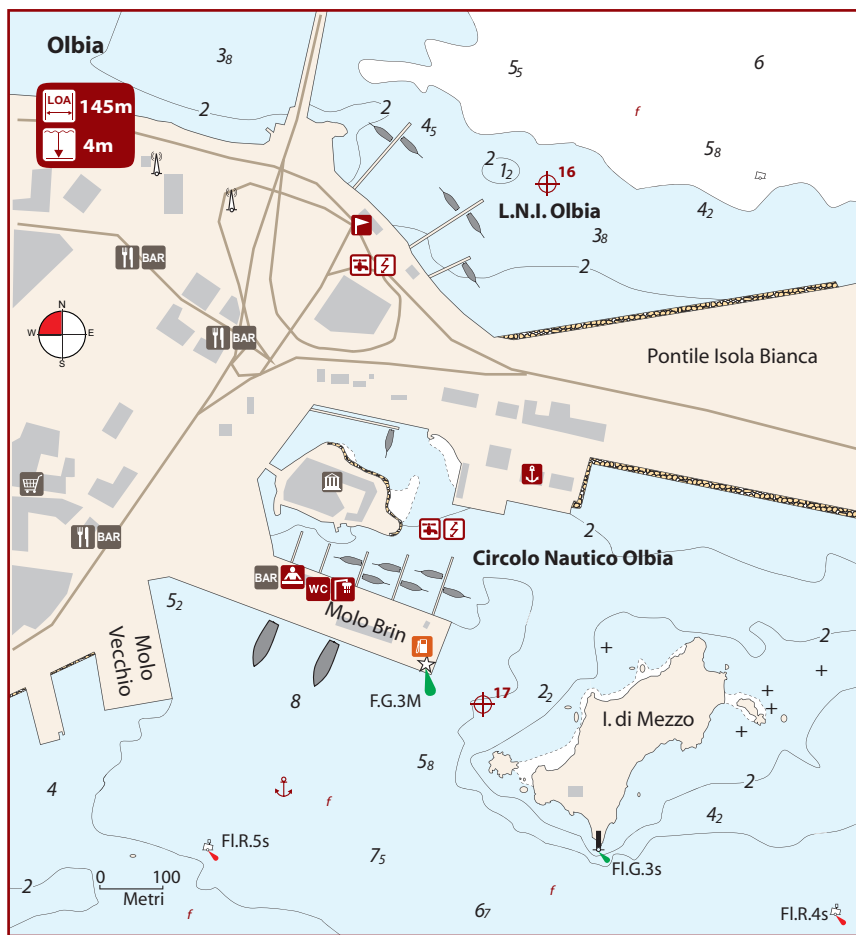 Olbia
LOA 145m
4m
3₈
5₅
6
2
2
4₅
f
5₈
2
1₂
16
L.N.I. Olbia
4₂
3₈
BAR
2
N
W E
S
BAR
Pontile Isola Bianca
2
BAR
Circolo Nautico Olbia
BAR
WC
5₂
Molo Brin
Molo
Vecchio
2
2₂
17
F.G.3M
8
I. di Mezzo
5₈
4
2
4₂
f
Fl.R.5s
7₅
Fl.G.3s
2
0 100
Metri
f
6₇
f
Fl.R.4s